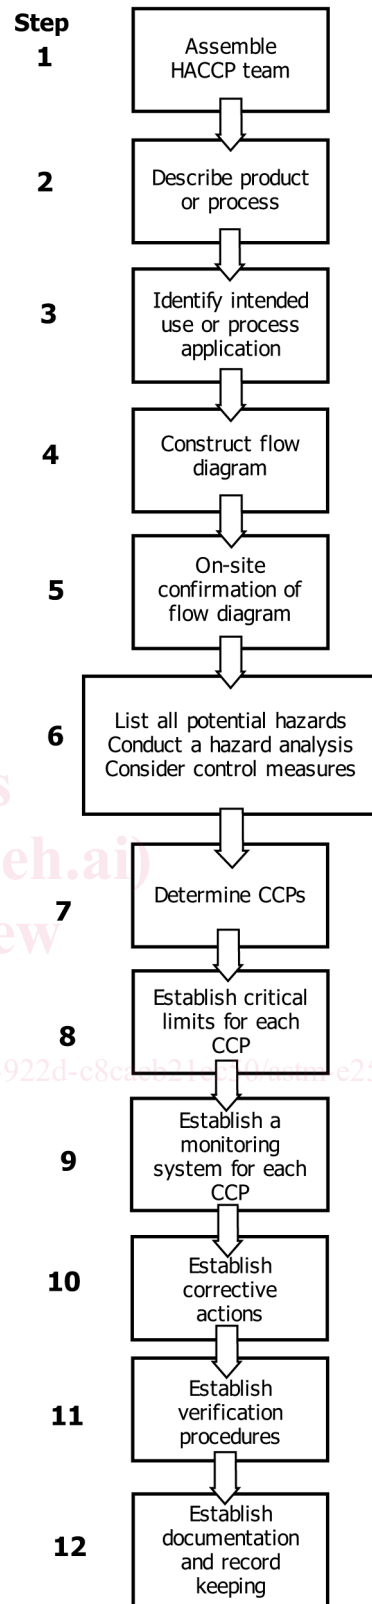 Step
1
Assemble
HACCP team
2
Describe product
or process
3
Identify intended
use or process
application
4
Construct flow
diagram
5
On-site
confirmation of
flow diagram
6
List all potential hazards
Conduct a hazard analysis
Consider control measures
s
eh.ai)
7
Determine CCPs
ew
8
Establish critical
limits for each
CCP
9
Establish a
monitoring
system for each
CCP
10
Establish
corrective
actions
11
Establish
verification
procedures
12
Establish
documentation
and record
keeping